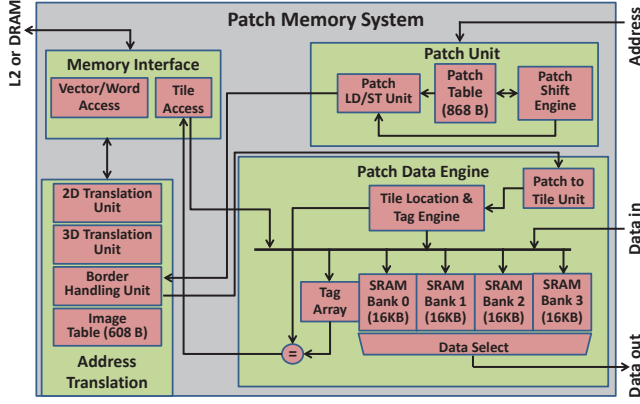 Patch Memory System
L2 or DRAM
Address
Memory Interface
Vector/Word
Access
Tile
Access
Patch Unit
Patch
LD/ST Unit
Patch
Table
(868 B)
Patch
Shift
Engine
Patch Data Engine
Tile Location &
Tag Engine
Patch to
Tile Unit
Data in
2D Translation
Unit
3D Translation
Unit
Border
Handling Unit
Image
Table (608 B)
Address
Translation
Tag
Array
SRAM
Bank 0
(16KB)
SRAM
Bank 1
(16KB)
SRAM
Bank 2
(16KB)
SRAM
Bank 3
(16KB)
=
Data Select
Data out